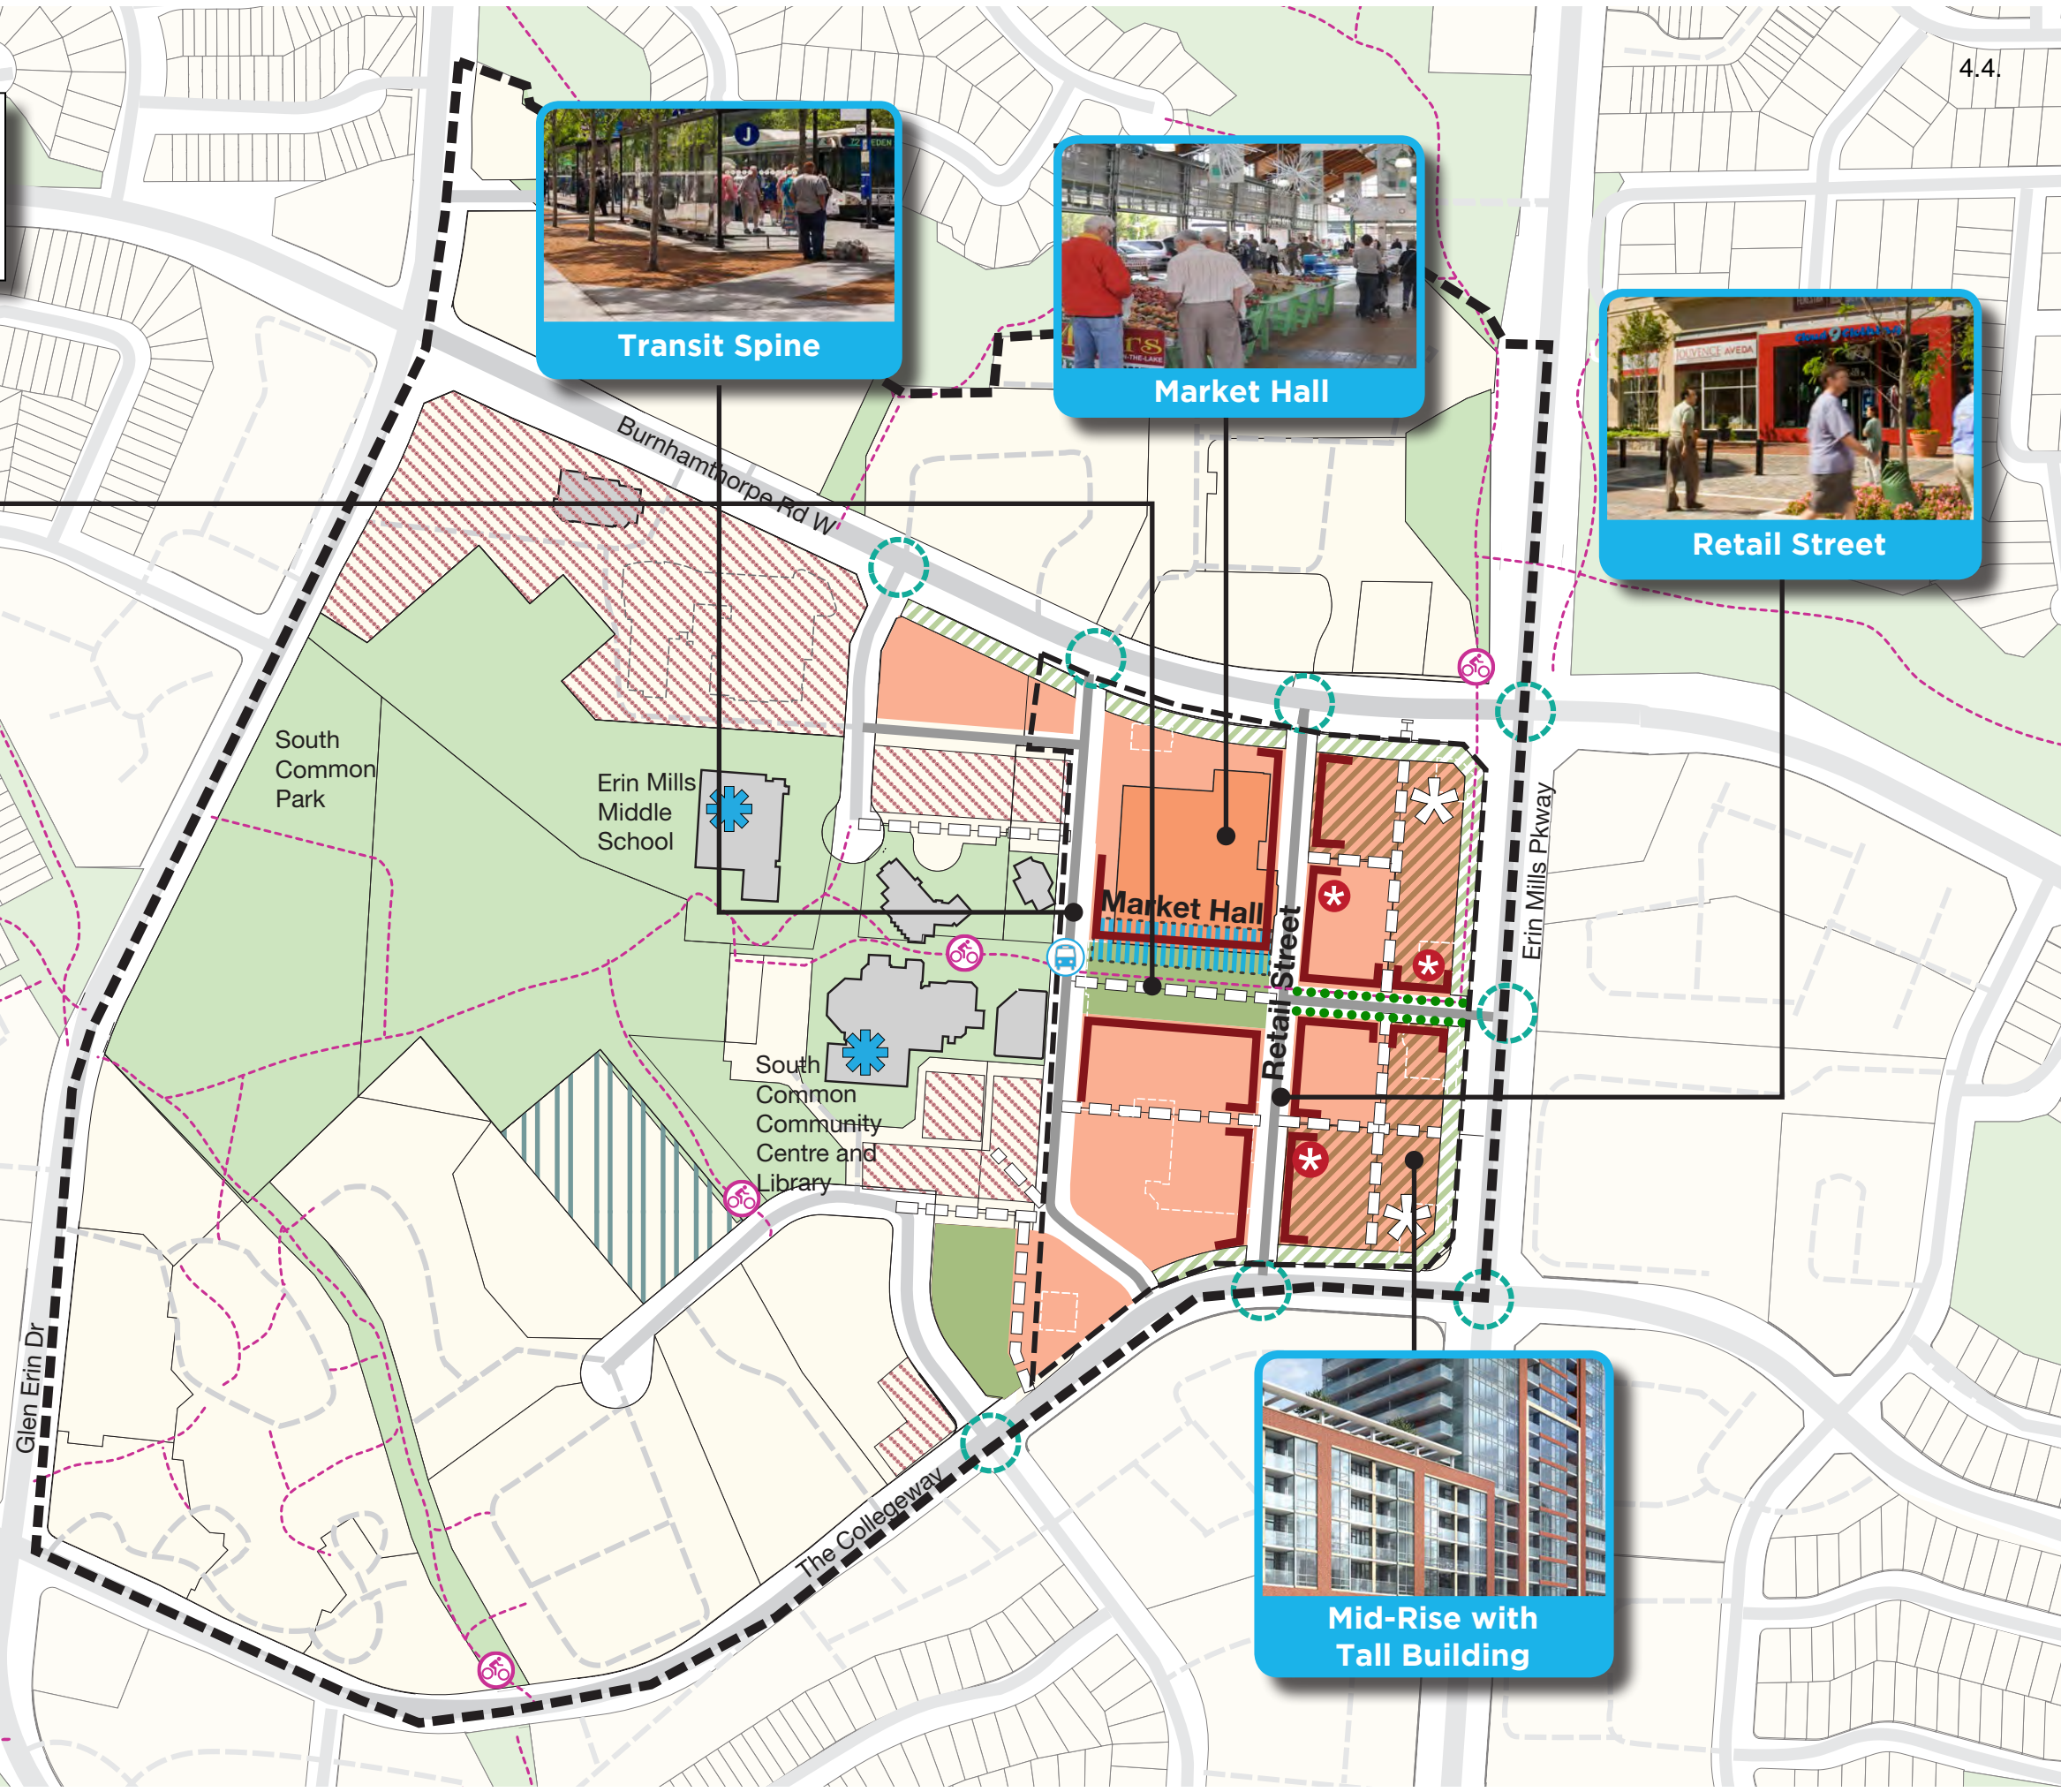 4.4.
J
Transit Spine
Market Hall
JOUVENCE AVEDA
Retail Street
Burnhamthorpe Rd W
South
Common
Park
Erin Mills
Middle
School
Erin Mills Pkway
Market Hall
Retail Street
South
Common
Community
Centre and
Library
Glen Erin Dr
The Collegeway
Mid-Rise with
Tall Building